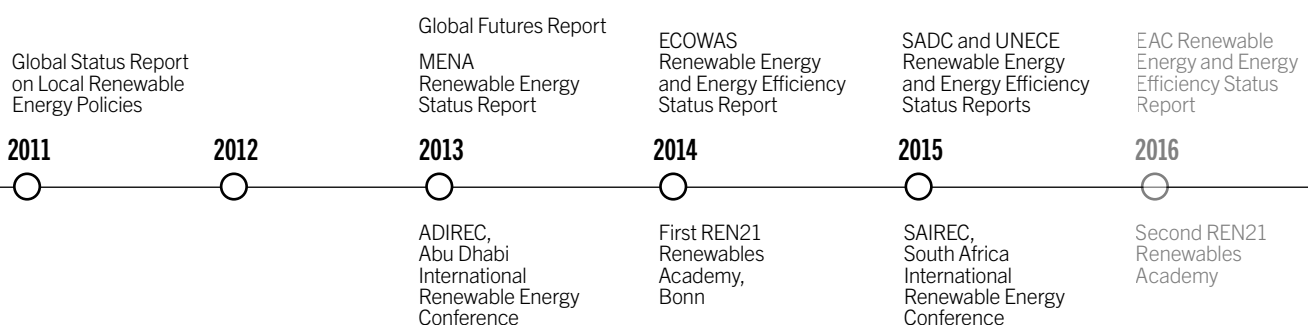 Global Status Report
on Local Renewable
Energy Policies
Global Futures Report
MENA
Renewable Energy
Status Report
ECOWAS
Renewable Energy
and Energy Efficiency
Status Report
SADC and UNECE
Renewable Energy
and Energy Efficiency
Status Reports
EAC Renewable
Energy and Energy
Efficiency Status
Report
2011
2012
2013
2014
2015
2016
ADIREC,
Abu Dhabi
International
Renewable Energy
Conference
First REN21
Renewables
Academy,
Bonn
SAIREC,
South Africa
International
Renewable Energy
Conference
Second REN21
Renewables
Academy